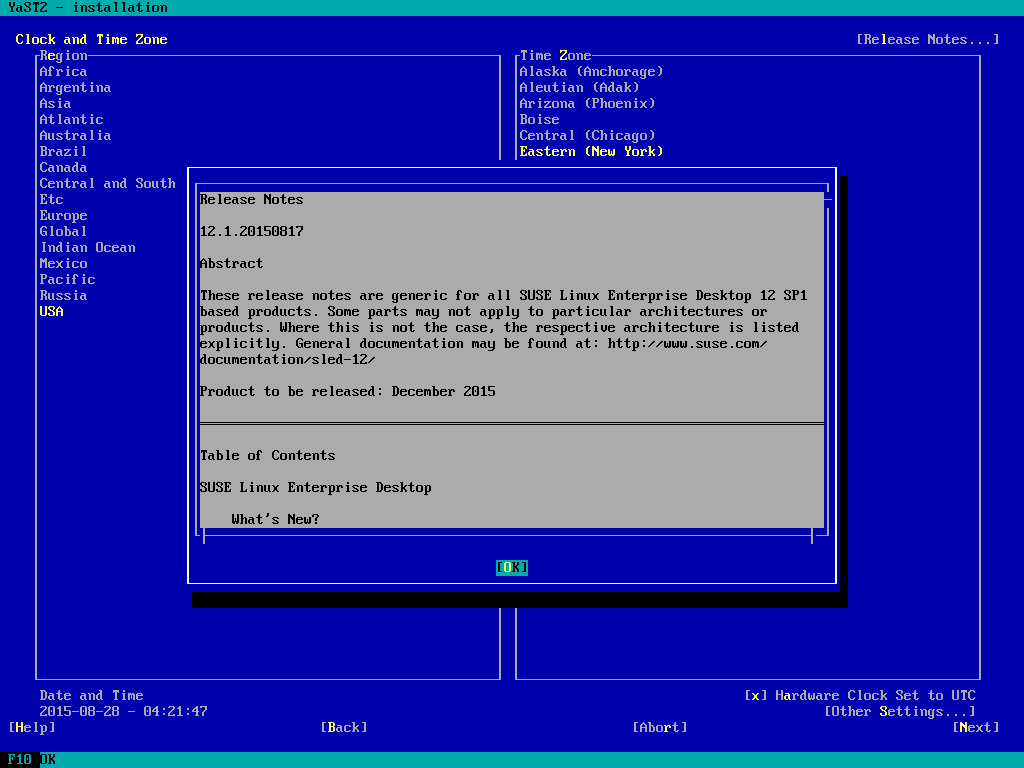 YaST2 - installation
Clock and Time Zone [Release Notes...]
Region
Africa
Argentina
Asia
Atlantic
Australia
Brazil
Canada
Central and South
Etc
Europe
Global
Indian Ocean
Mexico
Pacific
Russia
USA
Time Zone
Alaska (Anchorage)
Aleutian (Adak)
Arizona (Phoenix)
Boise
Central (Chicago)
Eastern (New York)
Release Notes
12.1.20150817
Abstract
These release notes are generic for all SUSE Linux Enterprise Desktop 12 SP1
based products. Some parts may not apply to particular architectures or
products. Where this is not the case, the respective architecture is listed
explicitly. General documentation may be found at: http://www.suse.com/
documentation/sled-12/
Product to be released: December 2015
Table of Contents
SUSE Linux Enterprise Desktop
What's New?
[OK]
Date and Time
2015-08-28 - 04:21:47
[x] Hardware Clock Set to UTC
[Other Settings...]
[Help] [Back] [Abort] [Next]
F10 OK